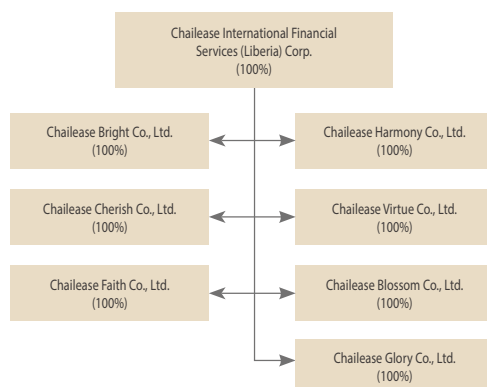 Chailease International Financial
Services (Liberia) Corp.
(100%)
Chailease Bright Co., Ltd.
(100%)
Chailease Harmony Co., Ltd.
(100%)
Chailease Cherish Co., Ltd.
(100%)
Chailease Virtue Co., Ltd.
(100%)
Chailease Faith Co., Ltd.
(100%)
Chailease Blossom Co., Ltd.
(100%)
Chailease Glory Co., Ltd.
(100%)